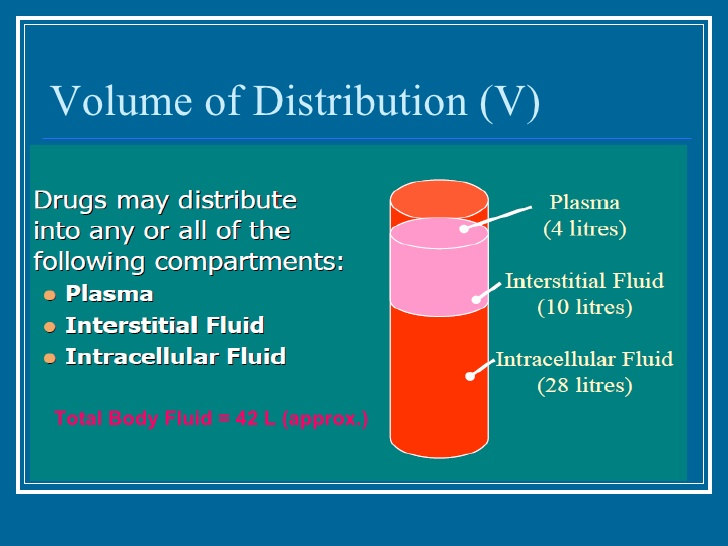 Volume of Distribution (V)
Drugs may distribute
into any or all of the
following compartments:
Plasma
Interstitial Fluid
Intracellular Fluid
Total Body Fluid = 42 L (approx.)
Plasma
(4 litres)
Interstitial Fluid
(10 litres)
Intracellular Fluid
(28 litres)